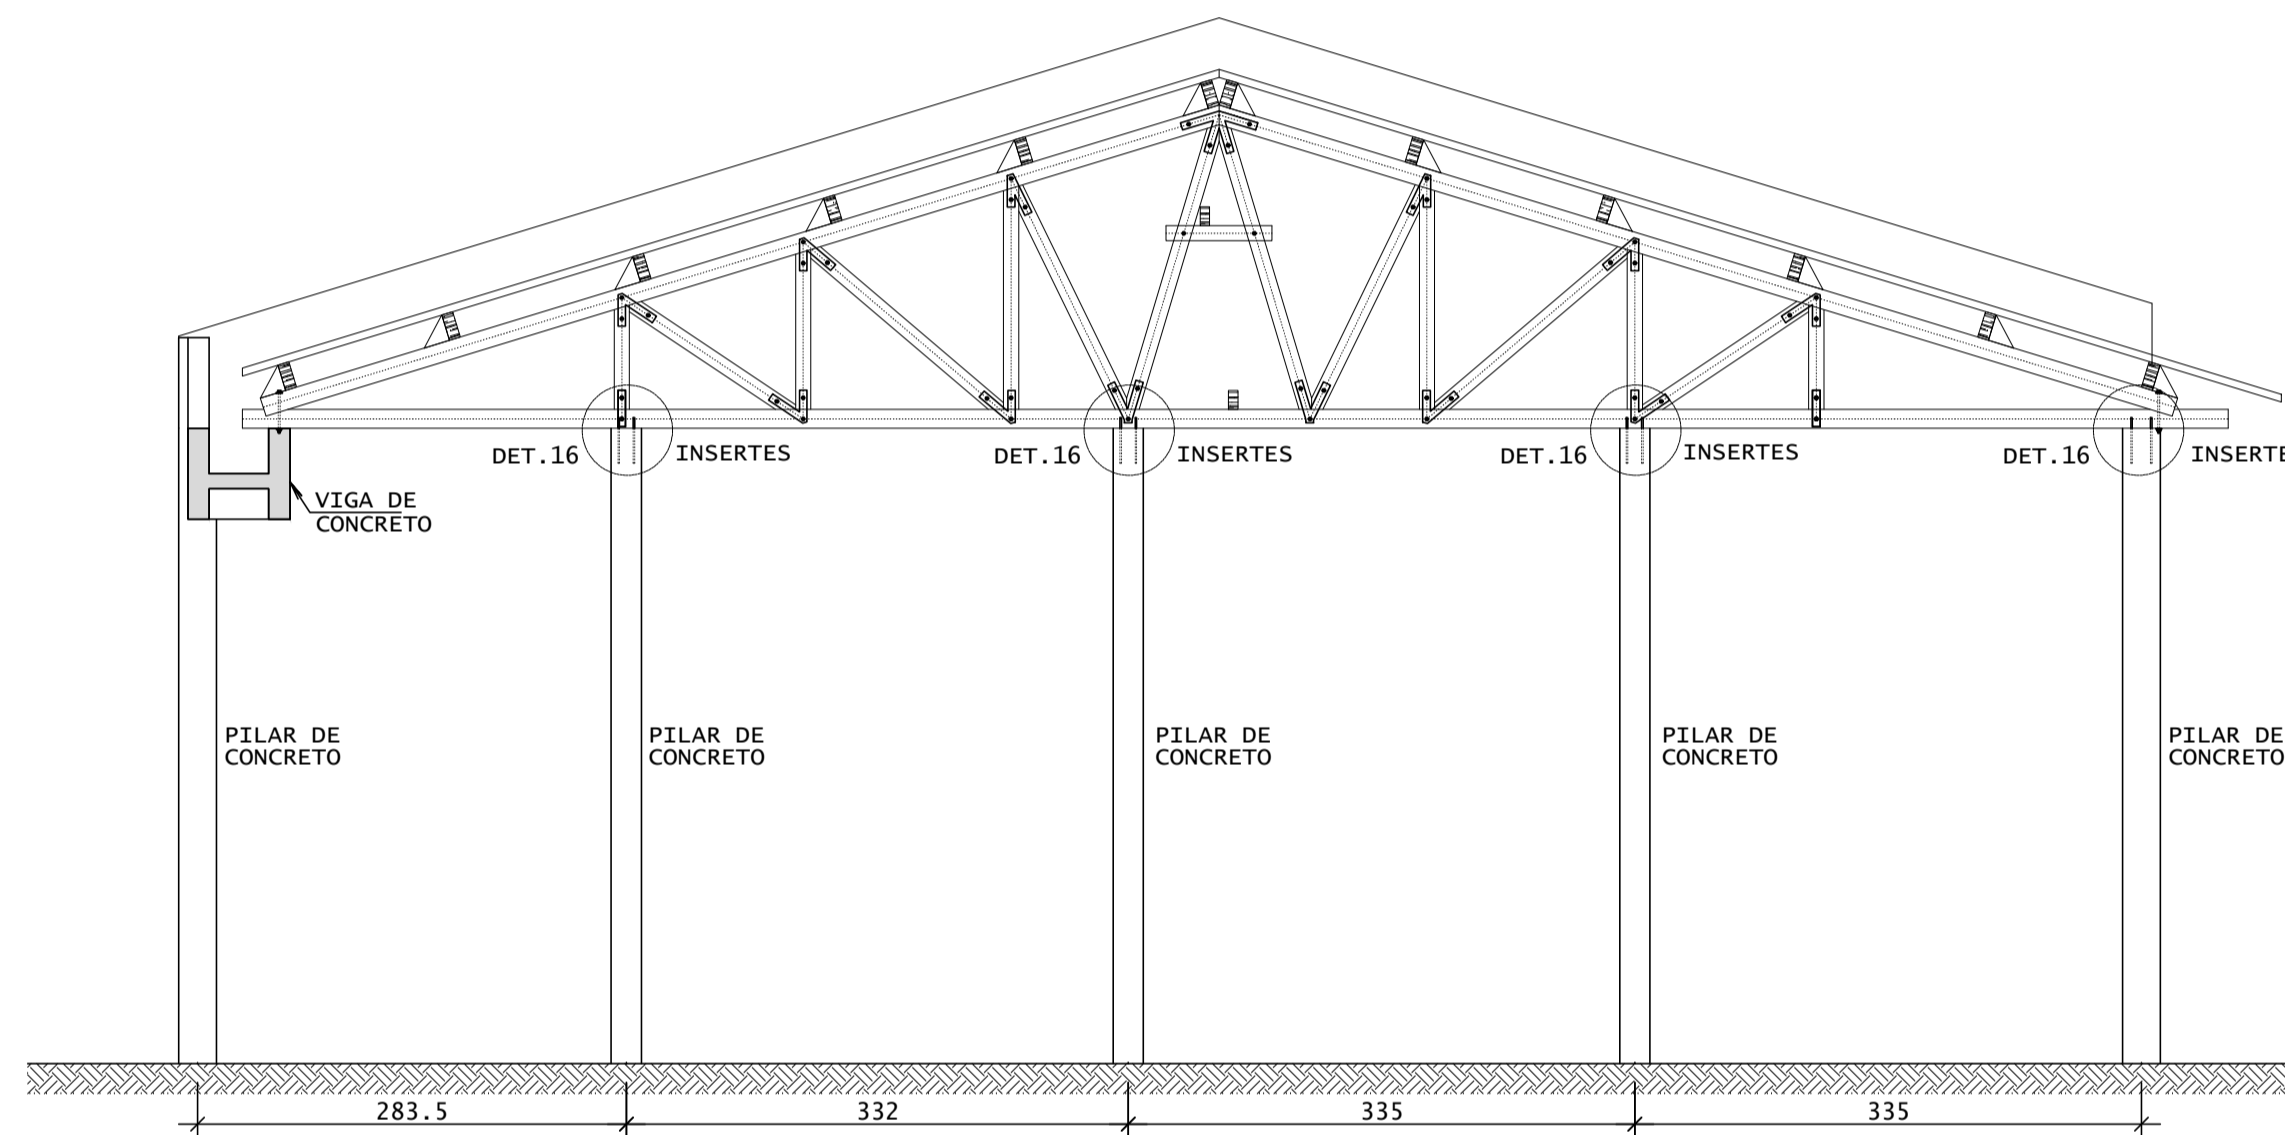 DET.16
INSERTES
DET.16
INSERTES
DET.16
INSERTES
DET.16
INSERTE
VIGA DE
CONCRETO
PILAR DE
CONCRETO
PILAR DE
CONCRETO
PILAR DE
CONCRETO
PILAR DE
CONCRETO
PILAR DE
CONCRETO
283.5
332
335
335